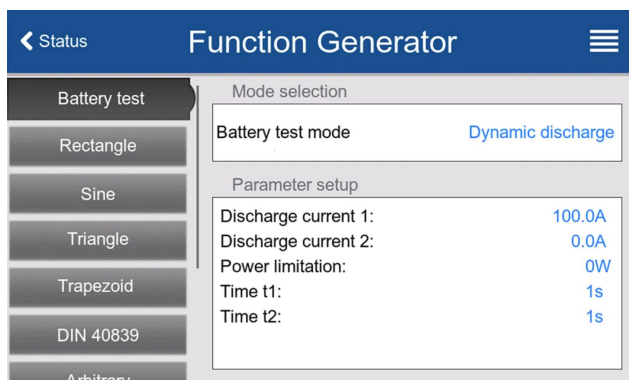 Status
Function Generator
Battery test
Rectangle
Sine
Triangle
Trapezoid
DIN 40839
Arbitrary
Mode selection
Battery test mode Dynamic discharge
Parameter setup
Discharge current 1: 100.0A
Discharge current 2: 0.0A
Power limitation: 0W
Time t1: 1s
Time t2: 1s